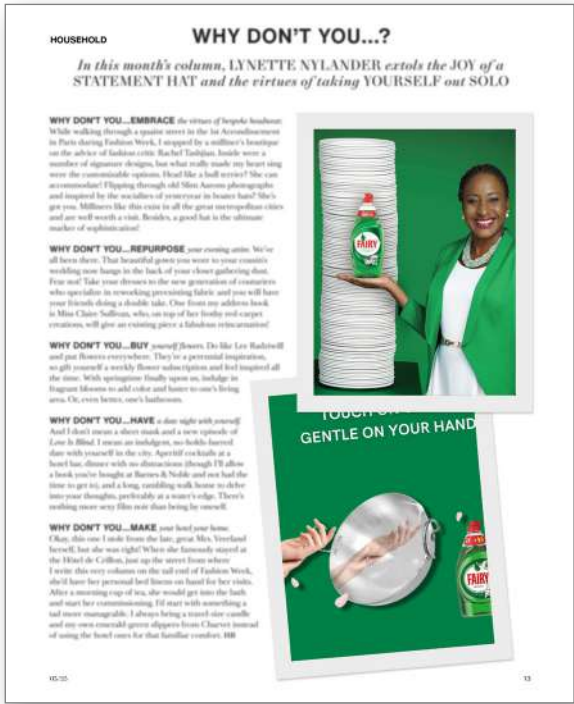 HOUSEHOLD
WHY DON'T YOU...?
In this month's column, LYNETTE NYLANDER extols the JOY of a
STATEMENT HAT and the virtues of taking YOURSELF out SOLO
WHY DON'T YOU...EMBRACE the virtues of bespoke headwear.
While walking through a quaint street in the 1st Arrondissement
in Paris during Fashion Week, I stopped by a milliner's boutique
on the advice of fashion critic Rachel Tashjian. Inside were a
number of signature designs, but what really made my heart sing
were the customizable options. Head like a bull terrier? She can
accommodate! Flipping through old Slim Aarons photographs
and inspired by the socialites of yesteryear in boater hats? She's
got you. Milliners like this exist in all the great metropolitan cities
and are well worth a visit. Besides, a good hat is the ultimate
marker of sophistication!
WHY DON'T YOU...REPURPOSE your evening attire. We've
all been there. That beautiful gown you wore to your cousin's
wedding now hangs in the back of your closet gathering dust.
Fear not! Take your dresses to the new generation of couturiers
who specialize in reworking preexisting fabric and you will have
your friends doing a double take. One from my address book
is Miss Claire Sullivan, who, on top of her frothy red-carpet
creations, will give an existing piece a fabulous reincarnation!
WHY DON'T YOU...BUY yourself flowers. Do like Lee Radziwill
and put flowers everywhere. They're a perennial inspiration,
so gift yourself a weekly flower subscription and feel inspired all
the time. With springtime finally upon us, indulge in
fragrant blooms to add color and luster to one's living
area. Or, even better, one's bathroom.
WHY DON'T YOU...HAVE a date night with yourself.
And I don't mean a sheet mask and a new episode of
Love Is Blind. I mean an indulgent, no-holds-barred
date with yourself in the city. Aperitif cocktails at a
hotel bar, dinner with no distractions (though I'll allow
a book you've bought at Barnes & Noble and not had the
time to get to), and a long, rambling walk home to delve
into your thoughts, preferably at a water's edge. There's
nothing more sexy film noir than being by oneself.
WHY DON'T YOU...MAKE your hotel your home.
Okay, this one I stole from the late, great Mrs. Vreeland
herself, but she was right! When she famously stayed at
the Hôtel de Crillon, just up the street from where
I write this very column on the tail end of Fashion Week,
she'd have her personal bed linens on hand for her visits.
After a morning cup of tea, she would get into the bath
and start her commissioning. I'd start with something a
tad more manageable. I always bring a travel-size candle
and my own emerald-green slippers from Charvet instead
of using the hotel ones for that familiar comfort. HB
FAIRY
TOUCH ON
GENTLE ON YOUR HAND
FAIRY
13